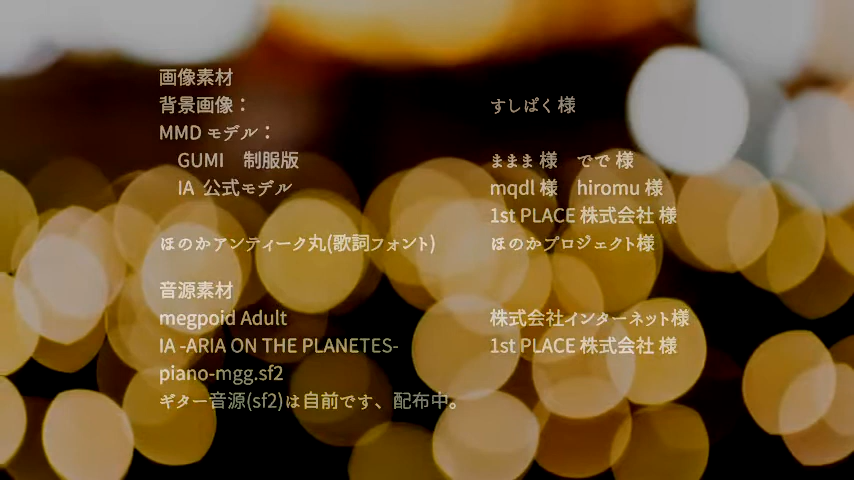 画像素材
背景画像： すしぱく 様
MMD モデル：
GUMI　制服版 ままま 様　でで 様
IA 公式モデル mqdl 様　hiromu 様
1st PLACE 株式会社 様
ほのかアンティーク丸(歌詞フォント) ほのかプロジェクト様
音源素材
megpoid Adult 株式会社インターネット様
IA -ARIA ON THE PLANETES- 1st PLACE 株式会社 様
piano-mgg.sf2
ギター音源(sf2)は自前です、配布中。